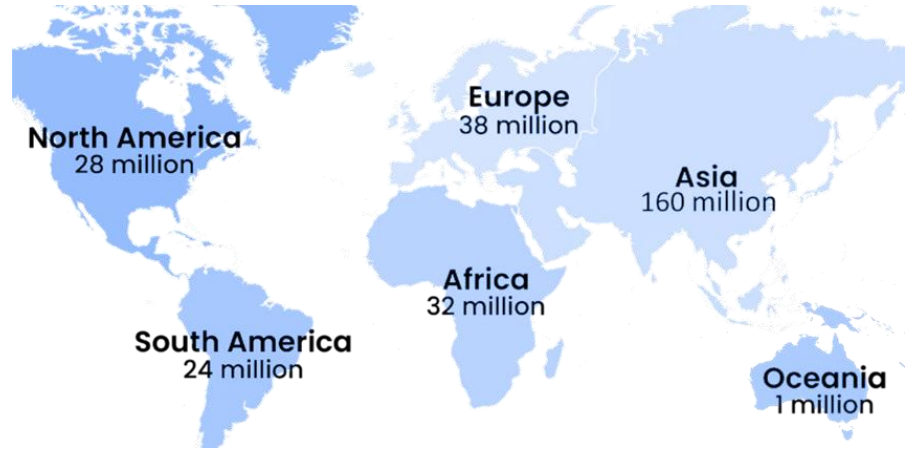 Europe
38 million
North America
28 million
Asia
160 million
Africa
32 million
South America
24 million
Oceania
1 million